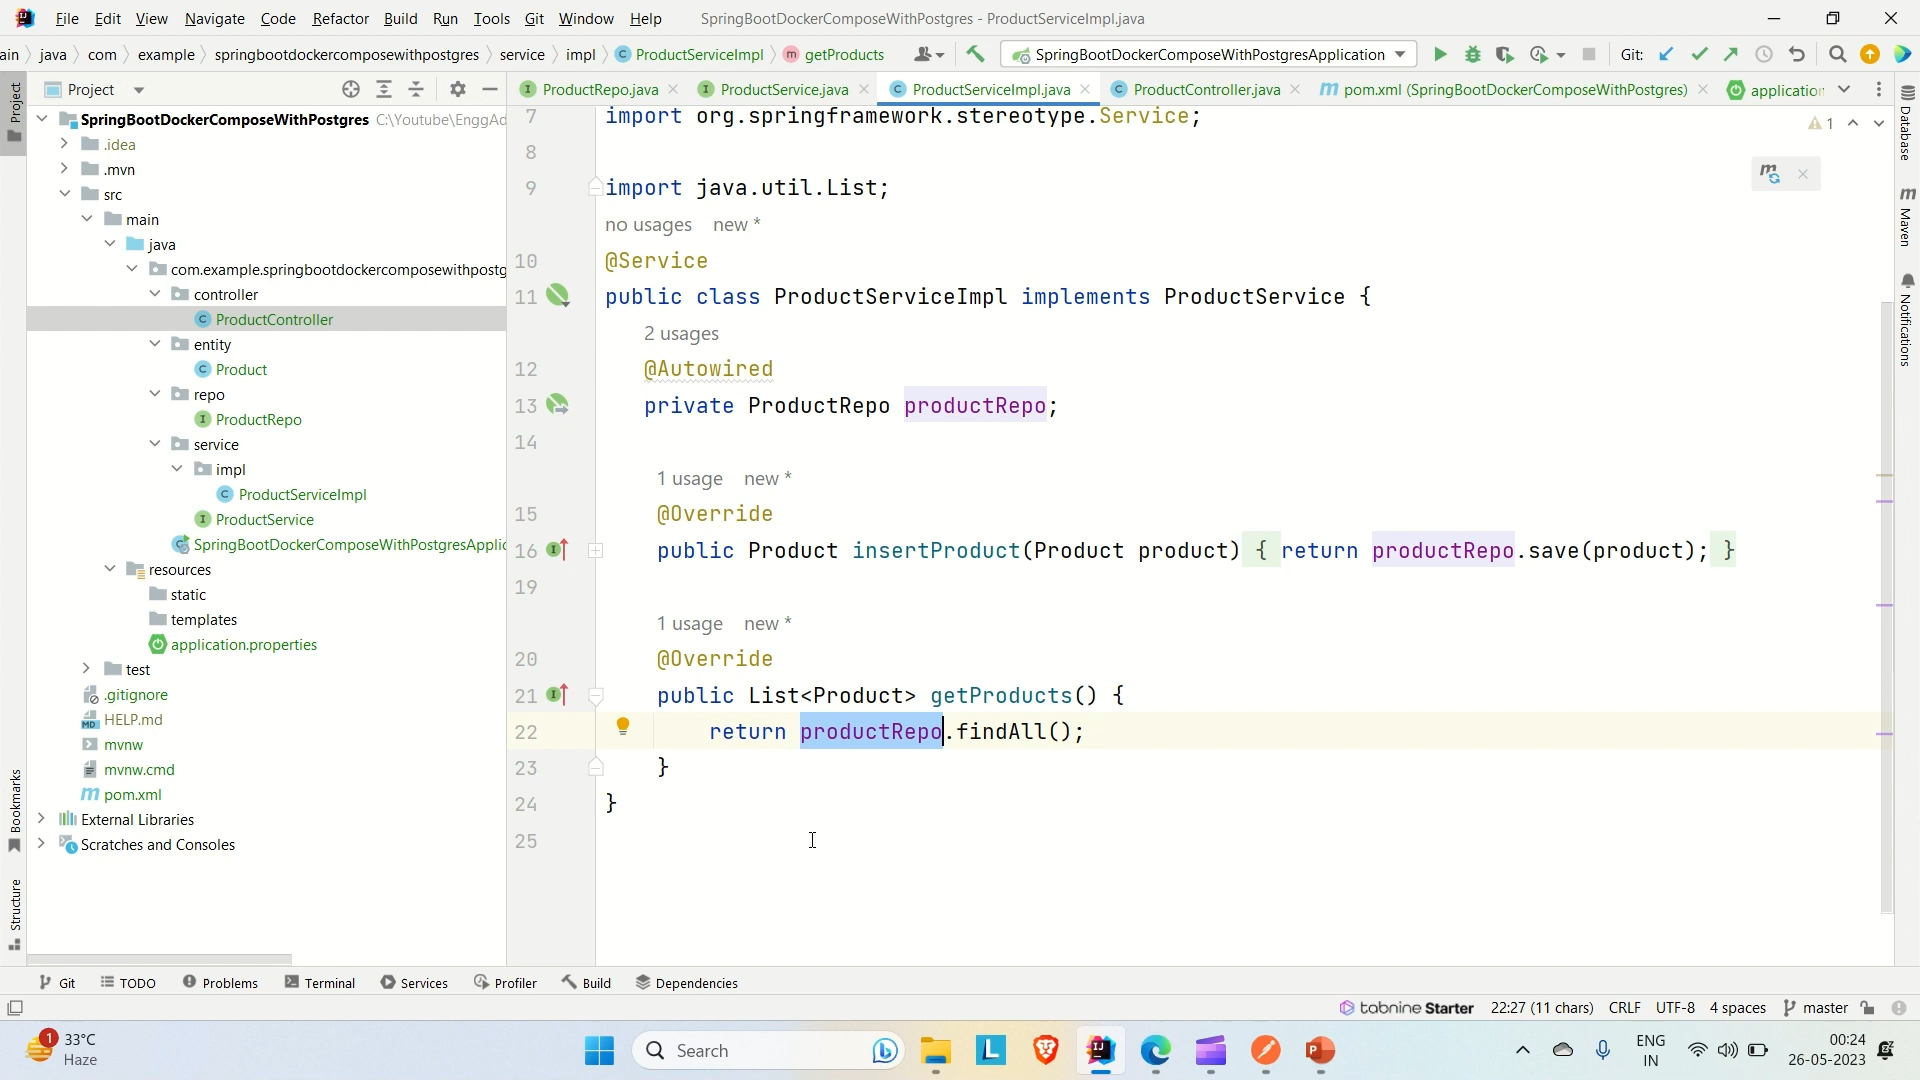 File Edit View Navigate Code Refactor Build Run Tools Git Window Help SpringBootDockerComposeWithPostgres - ProductServiceImpl.java
ain java com example springbootdockercomposewithpostgres service impl ProductServiceImpl getProducts SpringBootDockerComposeWithPostgresApplication Git:
Project
ProductRepo.java ProductService.java ProductServiceImpl.java ProductController.java pom.xml (SpringBootDockerComposeWithPostgres) application
Project
SpringBootDockerComposeWithPostgres C:\Youtube\EnggAd
.idea
.mvn
src
main
java
com.example.springbootdockercomposewithpostg
controller
ProductController
entity
Product
repo
ProductRepo
service
impl
ProductServiceImpl
ProductService
SpringBootDockerComposeWithPostgresApplic
resources
static
templates
application.properties
test
.gitignore
HELP.md
mvnw
mvnw.cmd
pom.xml
External Libraries
Scratches and Consoles
Bookmarks
Structure
7 import org.springframework.stereotype.Service;
8
9 import java.util.List;
no usages new *
10 @Service
11 public class ProductServiceImpl implements ProductService {
2 usages
12 @Autowired
13 private ProductRepo productRepo;
14
1 usage new *
15 @Override
16 public Product insertProduct(Product product) { return productRepo.save(product); }
19
1 usage new *
20 @Override
21 public List<Product> getProducts() {
22 return productRepo.findAll();
23 }
24 }
25
1
Database
Maven
Notifications
Git TODO Problems Terminal Services Profiler Build Dependencies
tabnine Starter 22:27 (11 chars) CRLF UTF-8 4 spaces master
1 33°C
Haze
Search
ENG
IN
00:24
26-05-2023